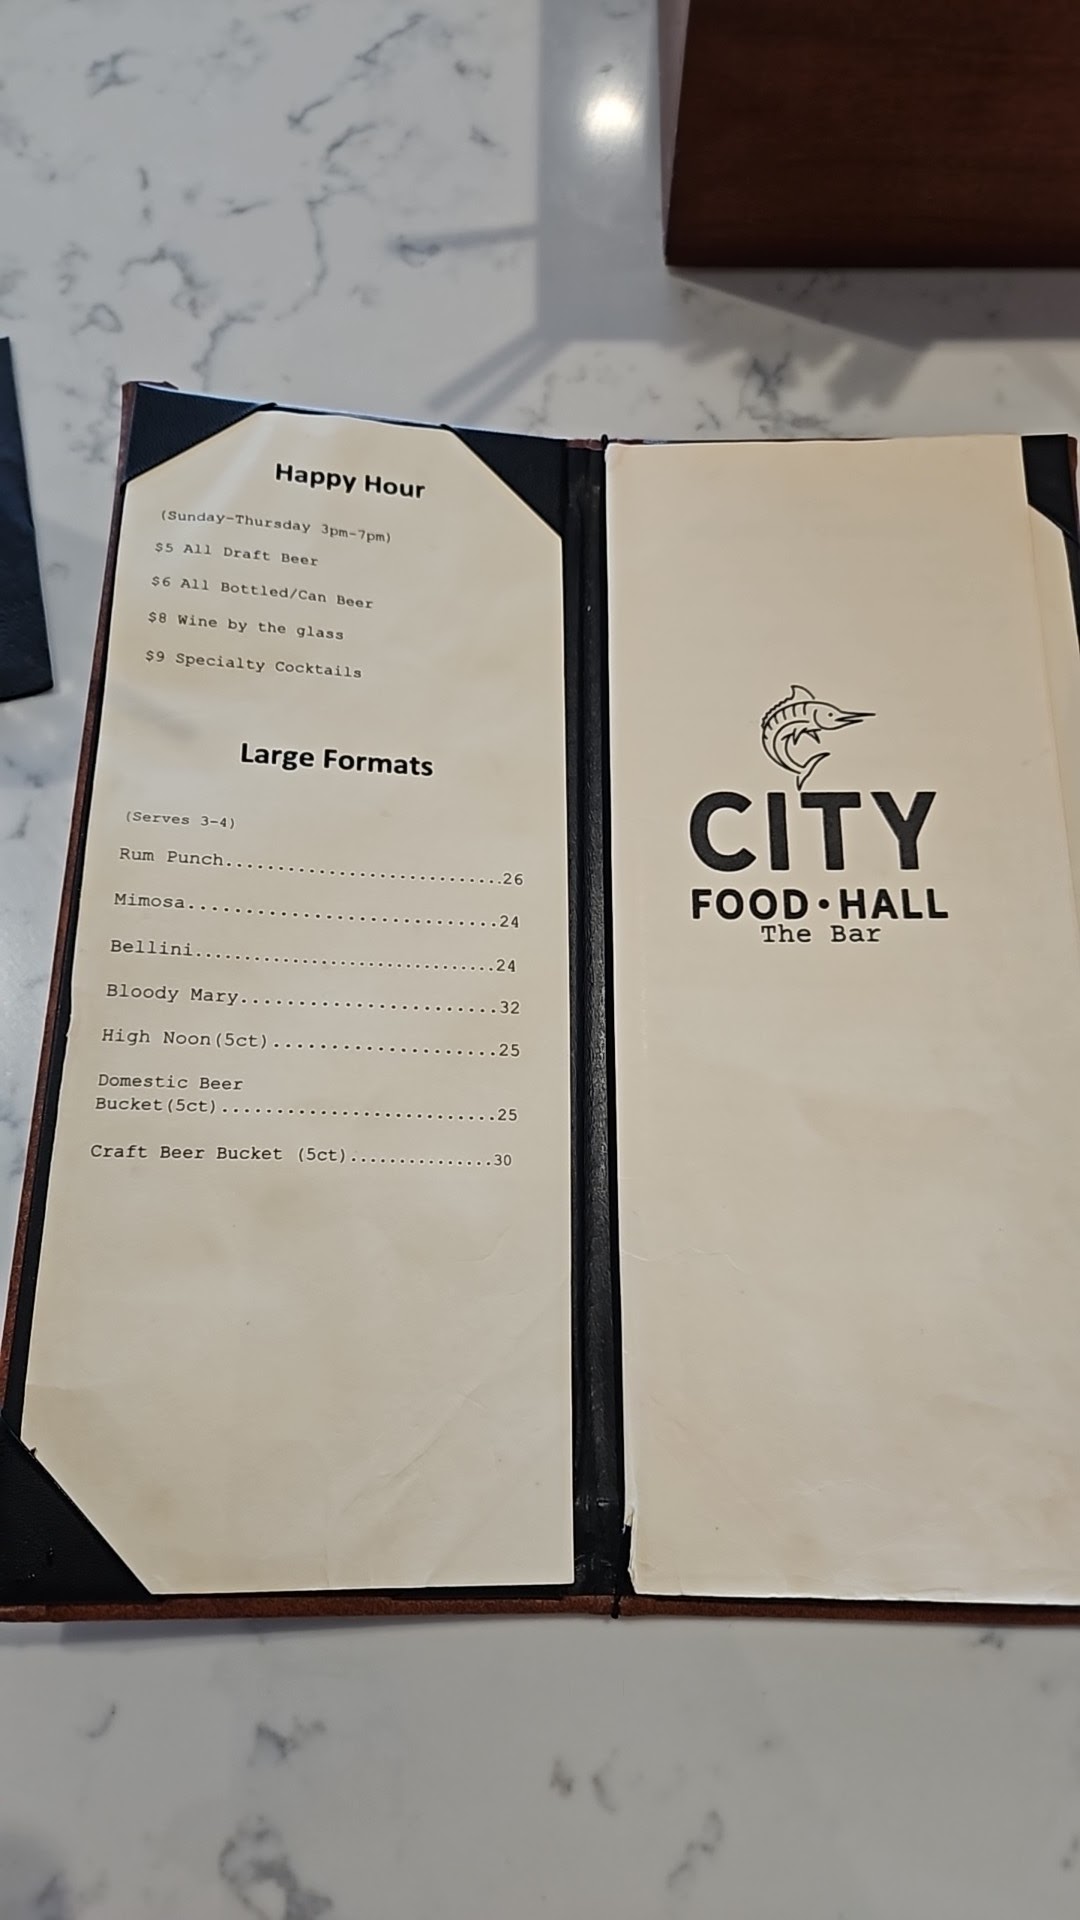 Happy Hour
(Sunday-Thursday 3pm-7pm)
$5 All Draft Beer
$6 All Bottled/Can Beer
$8 Wine by the glass
$9 Specialty Cocktails
Large Formats
(Serves 3-4)
Rum Punch............................26
Mimosa...............................24
Bellini..............................24
Bloody Mary.......................32
High Noon(5ct)....................25
Domestic Beer
Bucket(5ct).........................25
Craft Beer Bucket (5ct)...............30
CITY
FOOD·HALL
The Bar